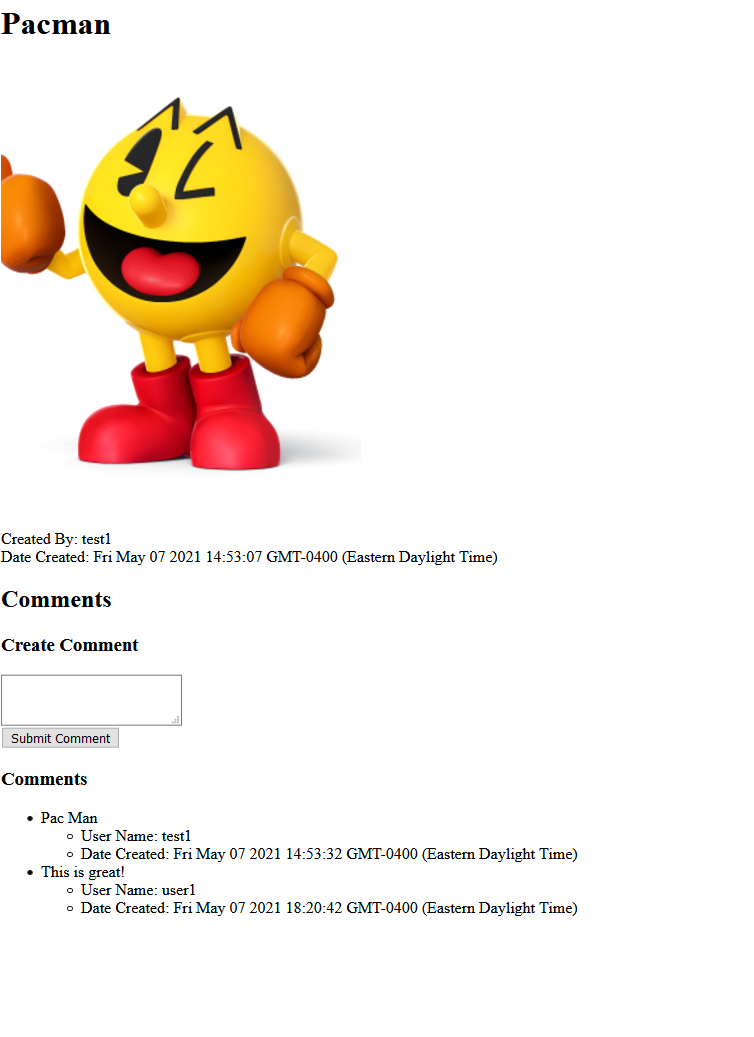 Pacman
Created By: test1
Date Created: Fri May 07 2021 14:53:07 GMT-0400 (Eastern Daylight Time)
Comments
Create Comment
Submit Comment
Comments
Pac Man
User Name: test1
Date Created: Fri May 07 2021 14:53:32 GMT-0400 (Eastern Daylight Time)
This is great!
User Name: user1
Date Created: Fri May 07 2021 18:20:42 GMT-0400 (Eastern Daylight Time)